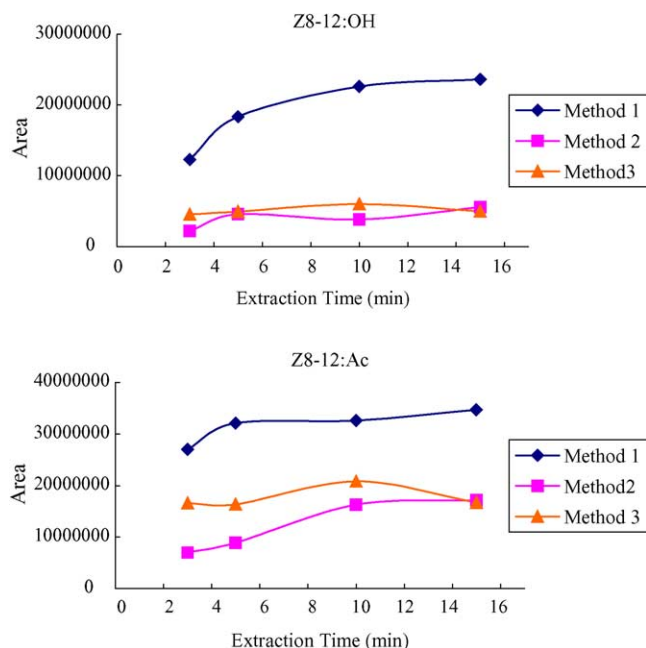 Z8-12:OH
30000000
20000000
10000000
0
Area
0 2 4 6 8 10 12 14 16
Extraction Time (min)
Method 1
Method 2
Method3
Z8-12:Ac
40000000
30000000
20000000
10000000
0
Area
0 2 4 6 8 10 12 14 16
Extraction Time (min)
Method 1
Method2
Method 3